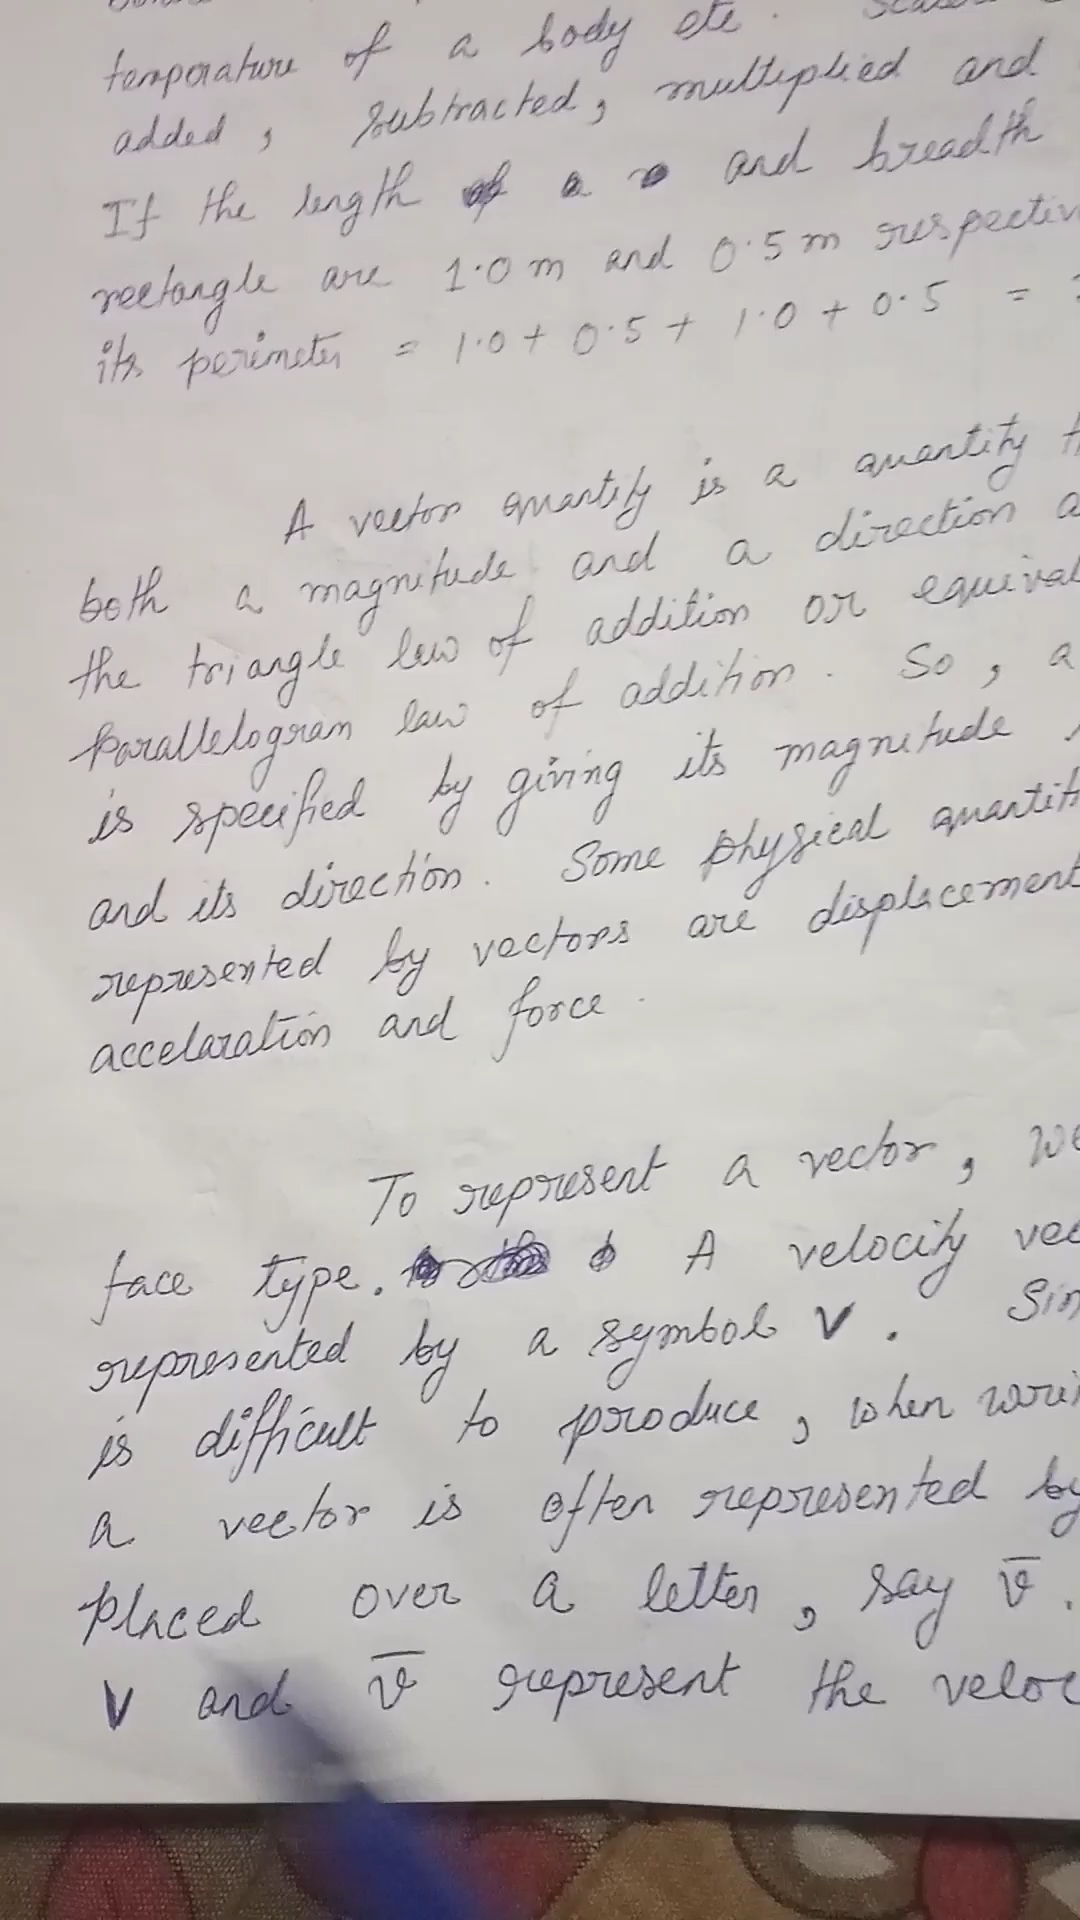 temperature of a body etc.
added, subtracted, multiplied and
If the length of a and breadth
rectangle are 1.0 m and 0.5 m respectiv
its perimeter = 1.0 + 0.5 + 1.0 + 0.5 =
A vector quantity is a quantity
both a magnitude and a direction a
the triangle law of addition or equival
parallelogram law of addition. So, a
is specified by giving its magnitude
and its direction. Some physical quantit
represented by vectors are displacement
accelaration and force.
To represent a vector, we
face type. A velocity vec
represented by a symbol v. Sin
is difficult to produce, when wri
a vector is often represented by
placed over a letter, say v̅.
v and v̅ represent the veloc